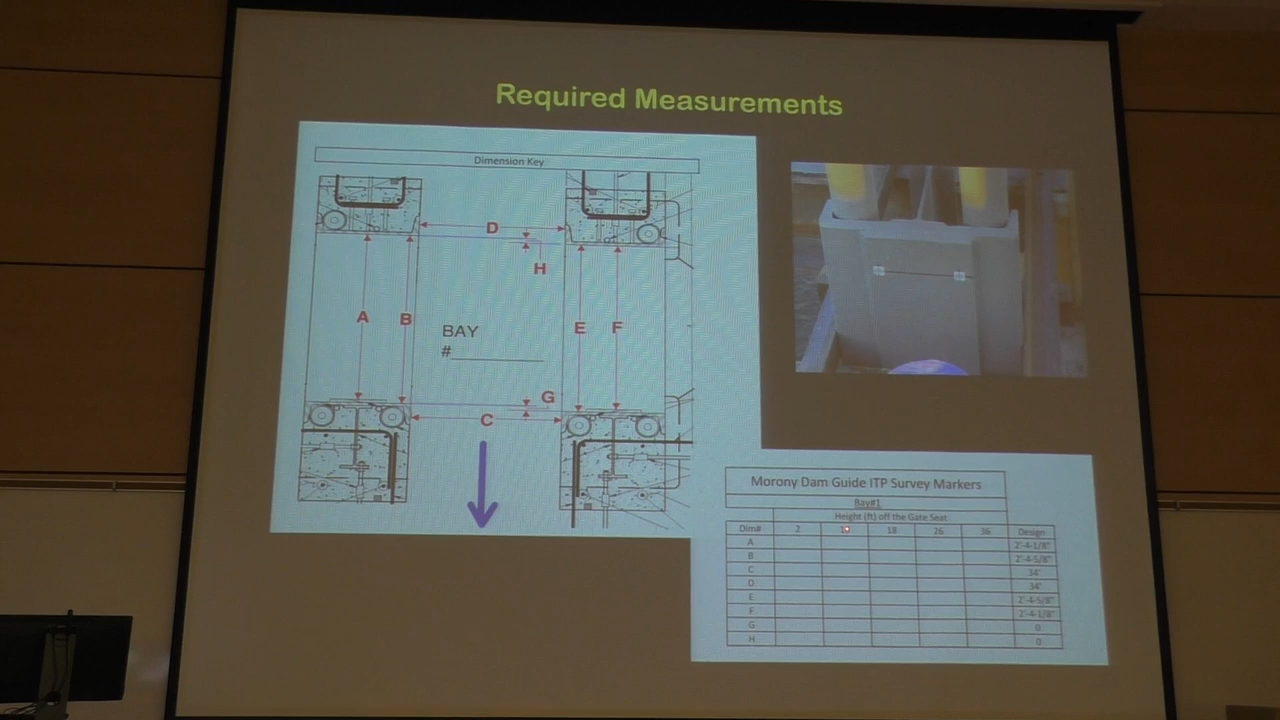 Required Measurements
Dimension Key
D
H
A
B
E
F
BAY
#
G
C
Morony Dam Guide ITP Survey Markers
Bay#1
Height (ft) off the Gate Seat
Dim# 2 10 18 26 36 Design
A 2'-4-1/8"
B 2'-4-5/8"
C 34'
D 34'
E 2'-4-5/8"
F 2'-4-1/8"
G 0
H 0